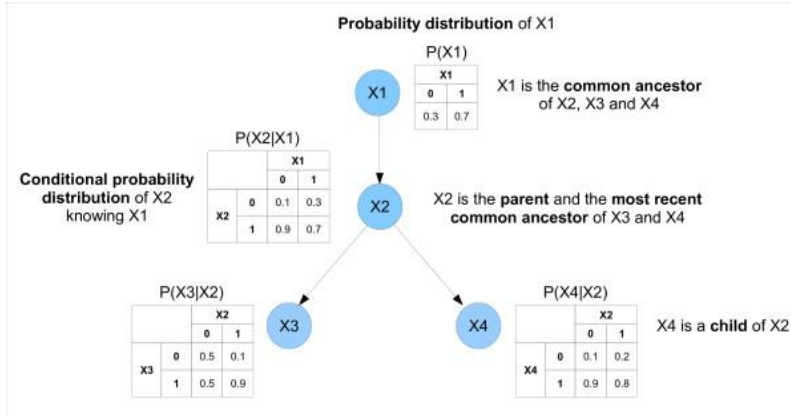 Probability distribution of X1
P(X1)
X1
0 1
0.3 0.7
X1
X1 is the common ancestor
of X2, X3 and X4
P(X2|X1)
X1
0 1
X2 0 0.1 0.3
1 0.9 0.7
Conditional probability
distribution of X2
knowing X1
X2
X2 is the parent and the most recent
common ancestor of X3 and X4
P(X3|X2)
X2
0 1
X3 0 0.5 0.1
1 0.5 0.9
X3
X4
P(X4|X2)
X2
0 1
X4 0 0.1 0.2
1 0.9 0.8
X4 is a child of X2